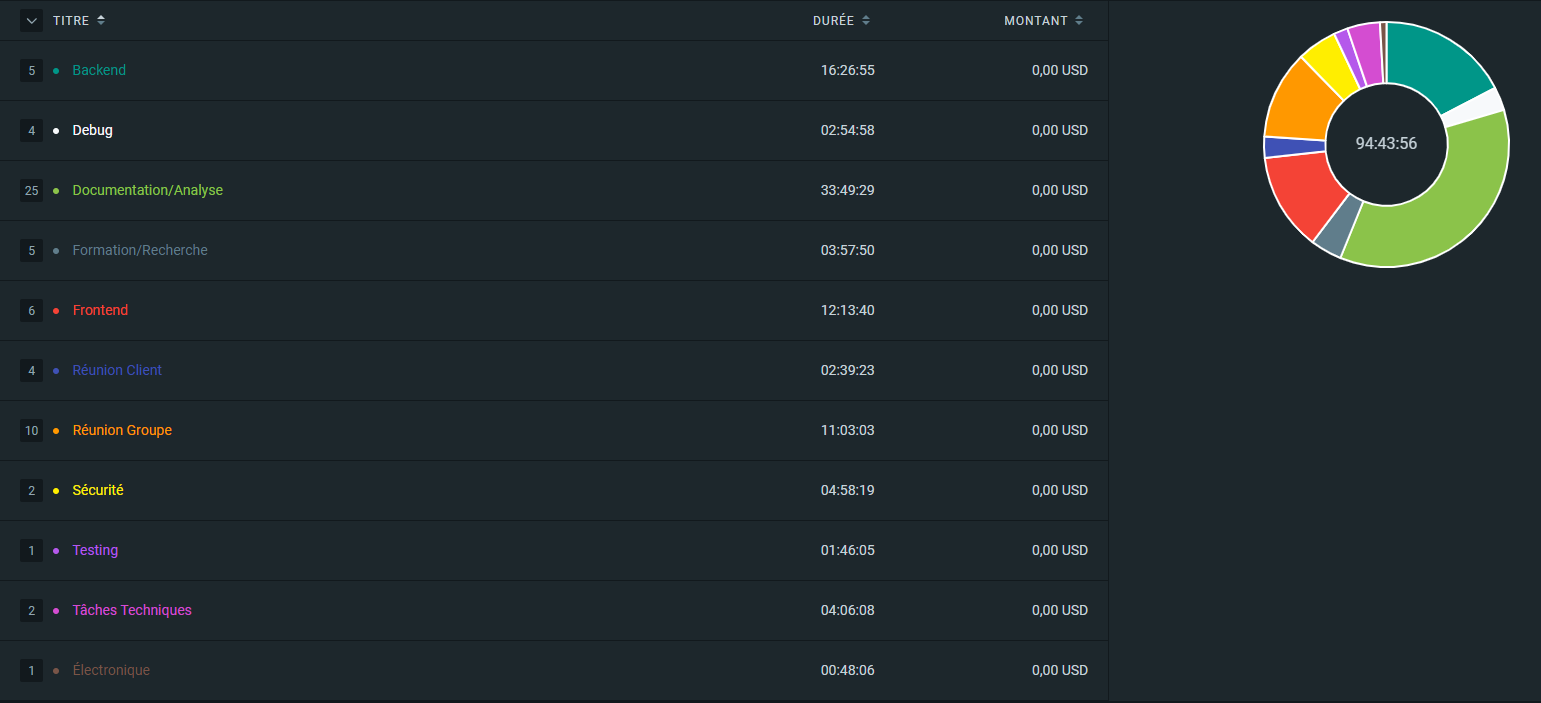 TITRE DURÉE MONTANT
5 Backend 16:26:55 0,00 USD
4 Debug 02:54:58 0,00 USD
25 Documentation/Analyse 33:49:29 0,00 USD
5 Formation/Recherche 03:57:50 0,00 USD
6 Frontend 12:13:40 0,00 USD
4 Réunion Client 02:39:23 0,00 USD
10 Réunion Groupe 11:03:03 0,00 USD
2 Sécurité 04:58:19 0,00 USD
1 Testing 01:46:05 0,00 USD
2 Tâches Techniques 04:06:08 0,00 USD
1 Électronique 00:48:06 0,00 USD
94:43:56